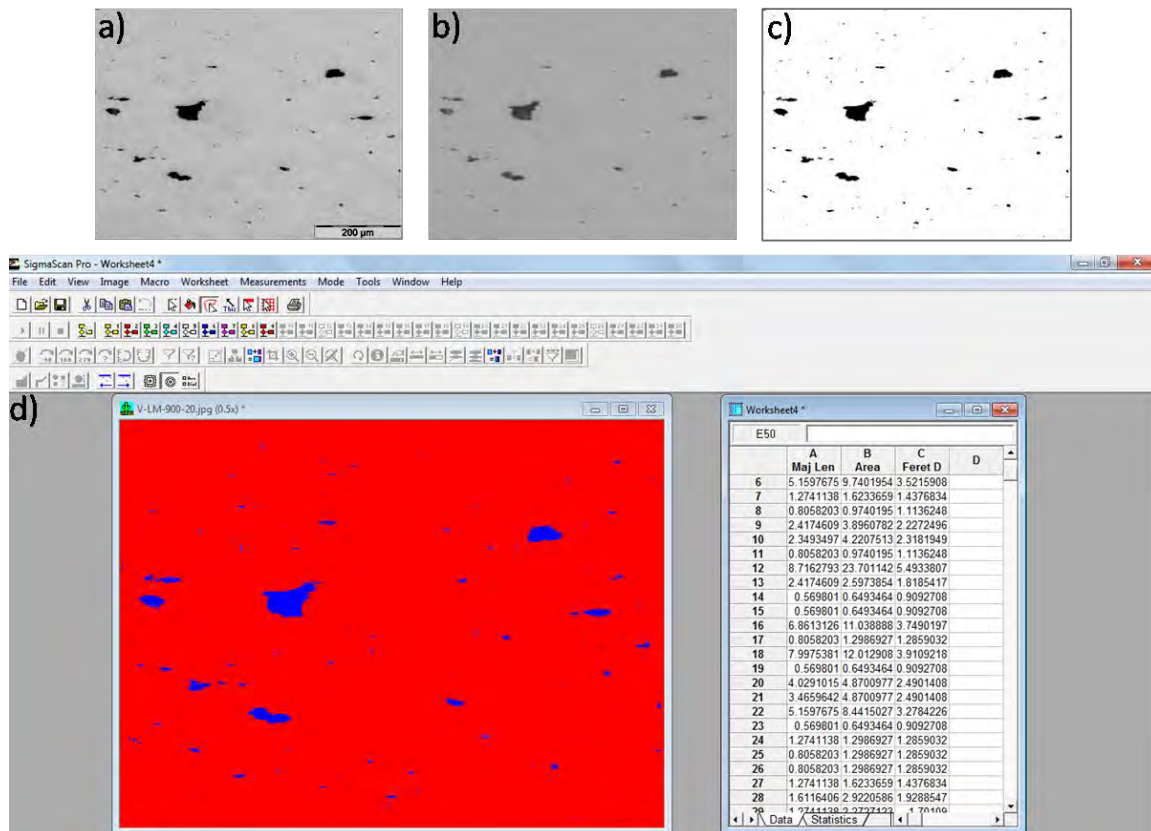 a)
b)
c)
200 µm
SigmaScan Pro - Worksheet4 *
File Edit View Image Macro Worksheet Measurements Mode Tools Window Help
d)
V-LM-900-20.jpg (0.5x) *
Worksheet4 *
E50
A B C D
Maj Len Area Feret D
6 5.1597675 9.7401954 3.5215908
7 1.2741138 1.6233659 1.4376834
8 0.8058203 0.9740195 1.1136248
9 2.4174609 3.8960782 2.2272496
10 2.3493497 4.2207513 2.3181949
11 0.8058203 0.9740195 1.1136248
12 8.7162793 23.701142 5.4933807
13 2.4174609 2.5973854 1.8185417
14 0.569801 0.6493464 0.9092708
15 0.569801 0.6493464 0.9092708
16 6.8613126 11.038888 3.7490197
17 0.8058203 1.2986927 1.2859032
18 7.9975381 12.012908 3.9109218
19 0.569801 0.6493464 0.9092708
20 4.0291015 4.8700977 2.4901408
21 3.4659642 4.8700977 2.4901408
22 5.1597675 8.4415027 3.2784226
23 0.569801 0.6493464 0.9092708
24 1.2741138 1.2986927 1.2859032
25 0.8058203 1.2986927 1.2859032
26 0.8058203 1.2986927 1.2859032
27 1.2741138 1.6233659 1.4376834
28 1.6116406 2.9220586 1.9288547
29 1.2741138 2.2727123 1.70109
Data Statistics